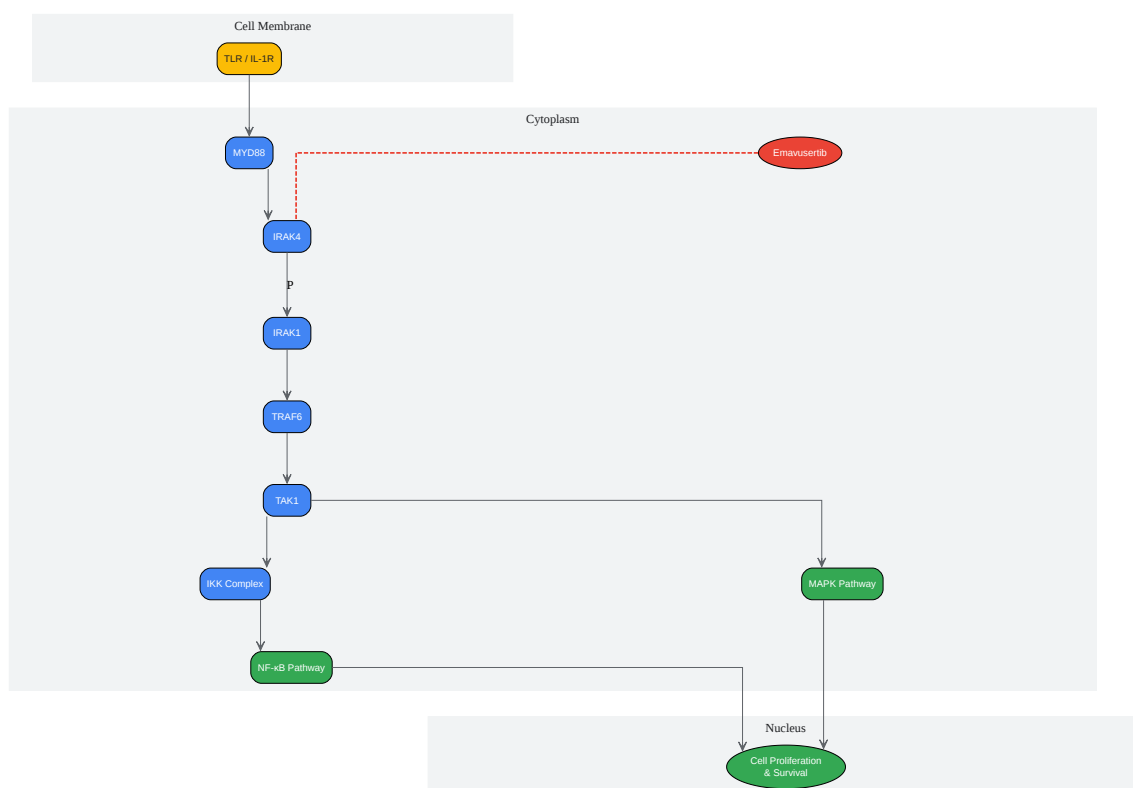 Cell Membrane
TLR / IL-1R
Cytoplasm
MYD88
Emavusertib
IRAK4
P
IRAK1
TRAF6
TAK1
IKK Complex
MAPK Pathway
NF-κB Pathway
Nucleus
Cell Proliferation
& Survival